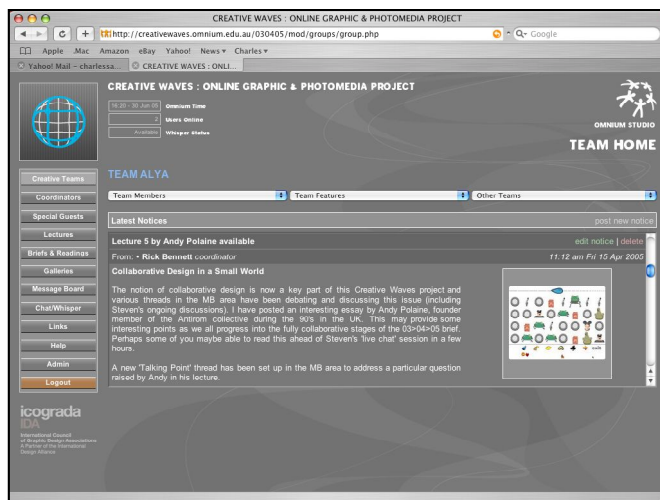 CREATIVE WAVES : ONLINE GRAPHIC & PHOTOMEDIA PROJECT
http://creativewaves.omnium.edu.au/030405/mod/groups/group.php
Google
Apple .Mac Amazon eBay Yahoo! News Charles
Yahoo! Mail – charlessa... CREATIVE WAVES : ONLI...
CREATIVE WAVES : ONLINE GRAPHIC & PHOTOMEDIA PROJECT
16:20 - 30 Jun 05 Omnium Time
2 Users Online
Available Whisper Status
OMNIUM STUDIO
TEAM HOME
Creative Teams
Coordinators
Special Guests
Lectures
Briefs & Readings
Galleries
Message Board
Chat/Whisper
Links
Help
Admin
Logout
TEAM ALYA
Team Members Team Features Other Teams
Latest Notices post new notice
Lecture 5 by Andy Polaine available edit notice | delete
From: - Rick Bennett coordinator 11.12 am Fri 15 Apr 2005
Collaborative Design in a Small World
The notion of collaborative design is now a key part of this Creative Waves project and
various threads in the MB area have been debating and discussing this issue (including
Steven's ongoing discussions). I have posted an interesting essay by Andy Polaine, founder
member of the Antirom collective during the 90's in the UK. This may provide some
interesting points as we all progress into the fully collaborative stages of the 03>04>05 brief.
Perhaps some of you maybe able to read this ahead of Steven's 'live chat' session in a few
hours.
A new 'Talking Point' thread has been set up in the MB area to address a particular question
raised by Andy in his lecture.
icograda
IDA
International Council
of Graphic Design Associations
A Partner of the International
Design Alliance